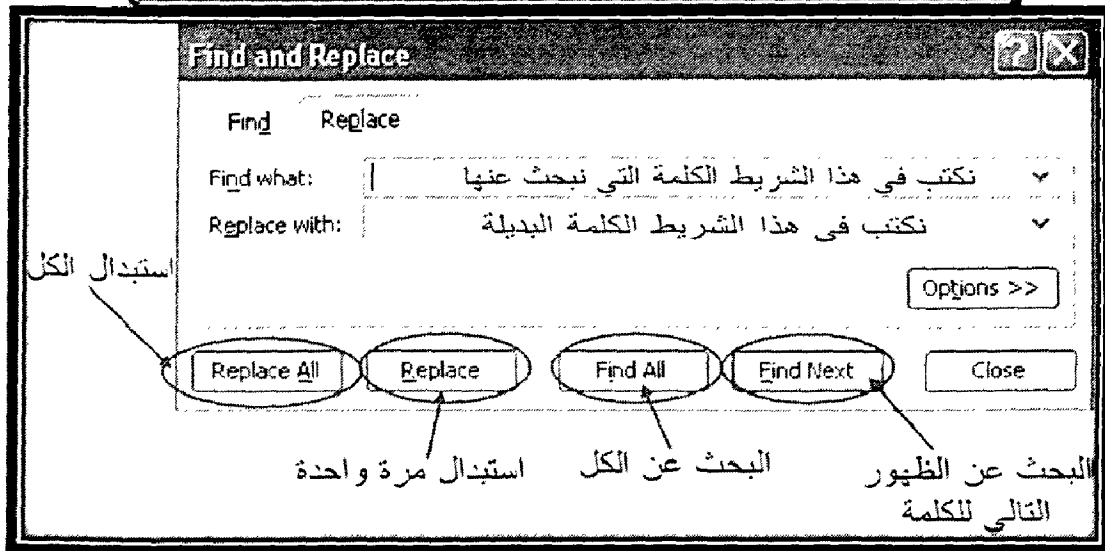 Find and Replace
Find Replace
Find what: نكتب في هذا الشريط الكلمة التي نبحث عنها
Replace with: نكتب في هذا الشريط الكلمة البديلة
Options >>
استبدال الكل
Replace All Replace Find All Find Next Close
استبدال مرة واحدة البحث عن الكل البحث عن الظهور
التالي للكلمة